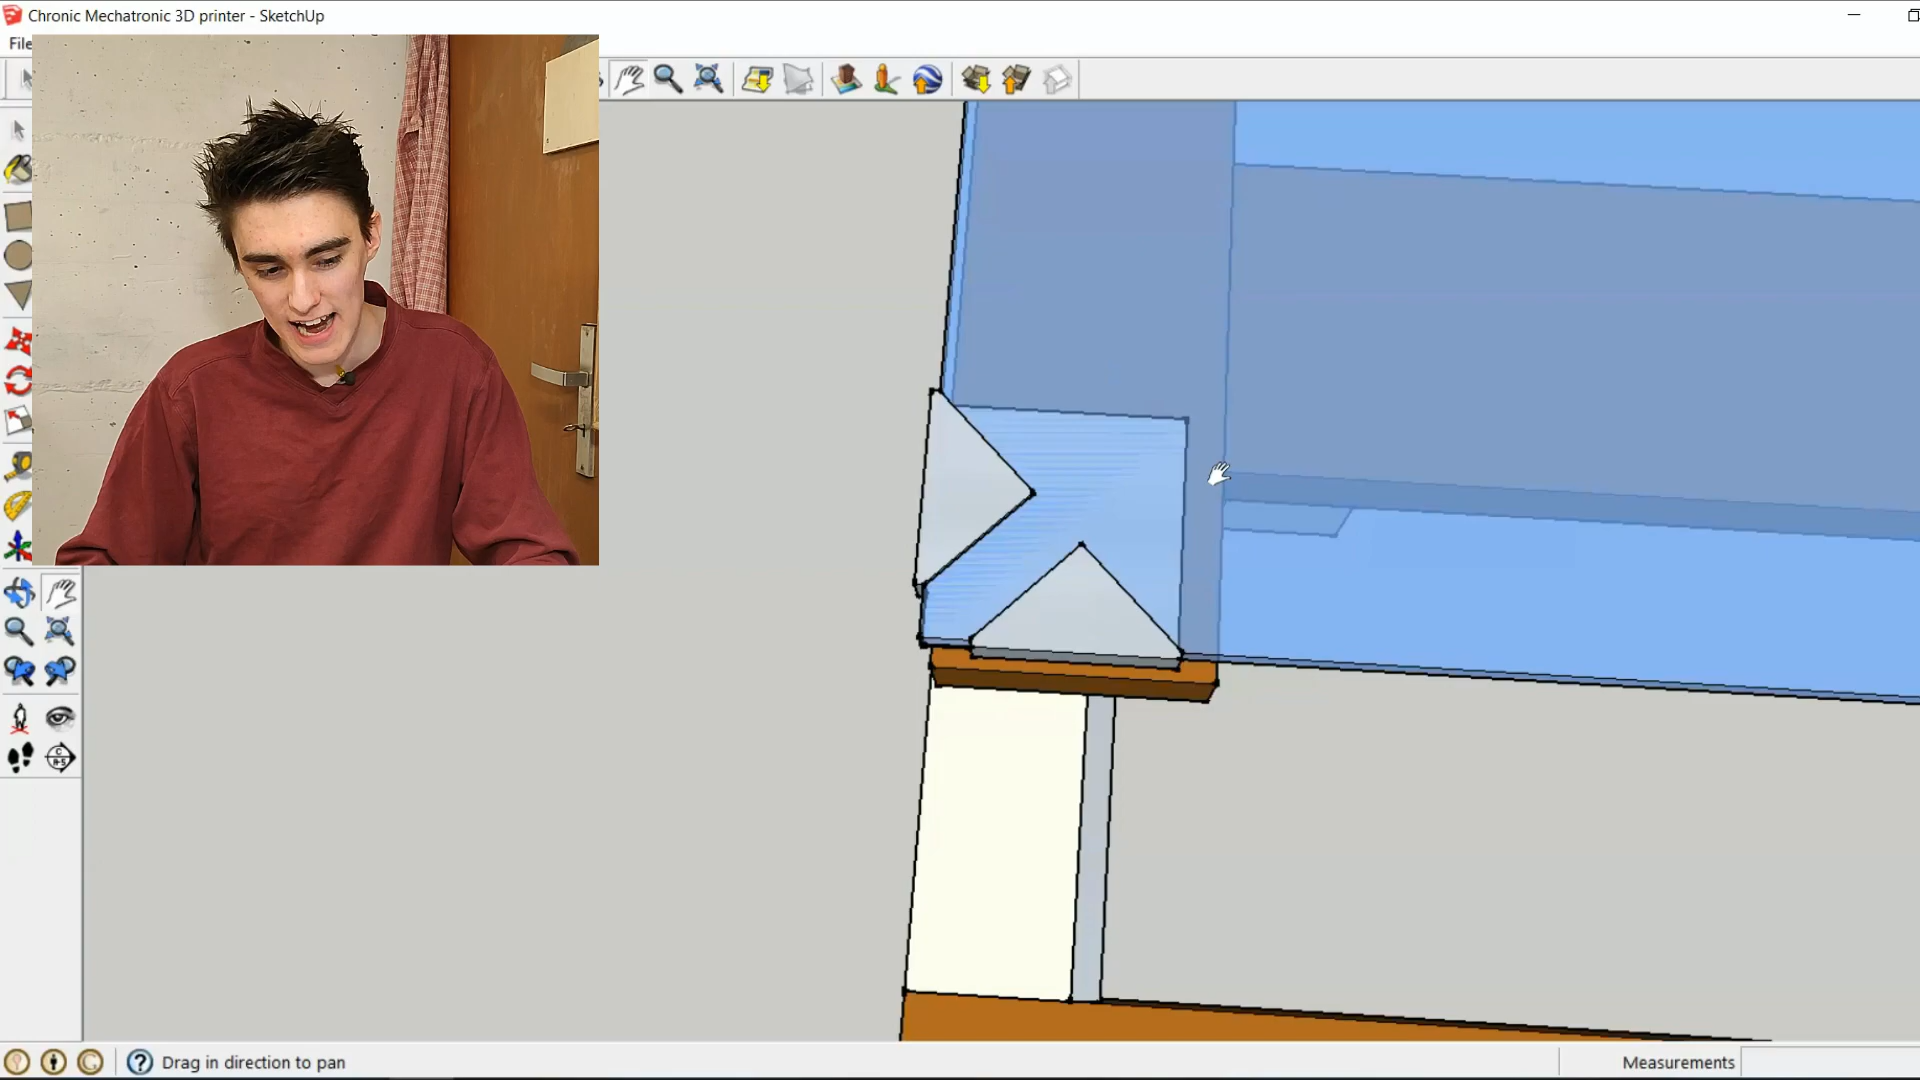 Chronic Mechatronic 3D printer - SketchUp
File
Drag in direction to pan
Measurements